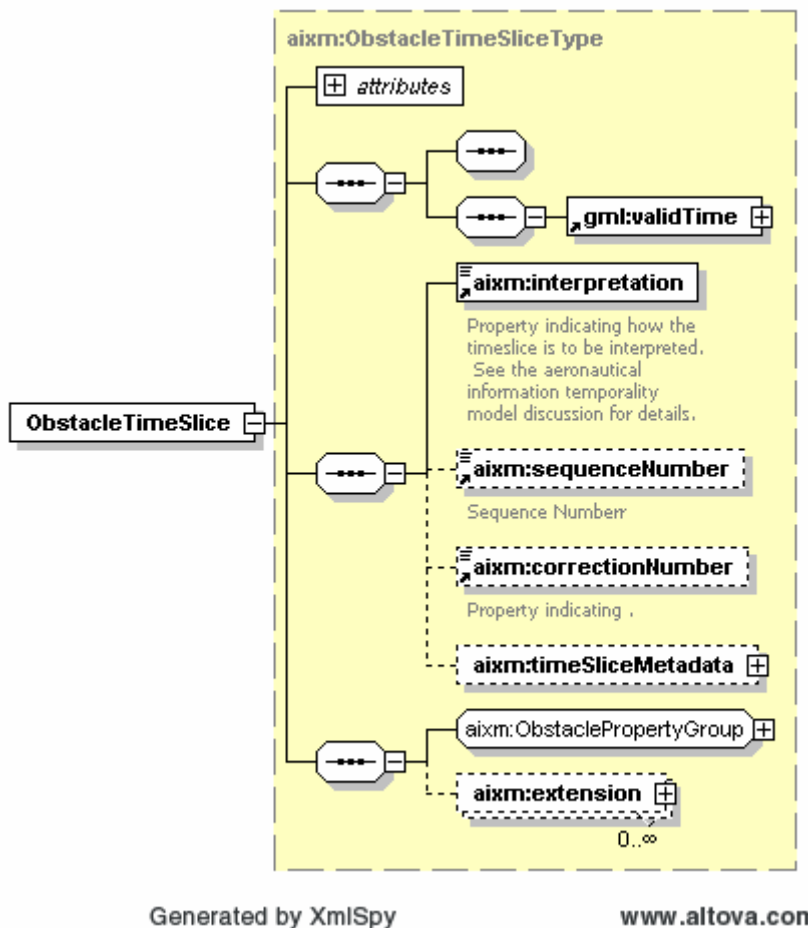 aixm:ObstacleTimeSliceType
attributes
gml:validTime
aixm:interpretation
Property indicating how the
timeslice is to be interpreted.
See the aeronautical
information temporality
model discussion for details.
ObstacleTimeSlice
aixm:sequenceNumber
Sequence Numberr
aixm:correctionNumber
Property indicating .
aixm:timeSliceMetadata
aixm:ObstaclePropertyGroup
aixm:extension
0..∞
Generated by XmlSpy
www.altova.com